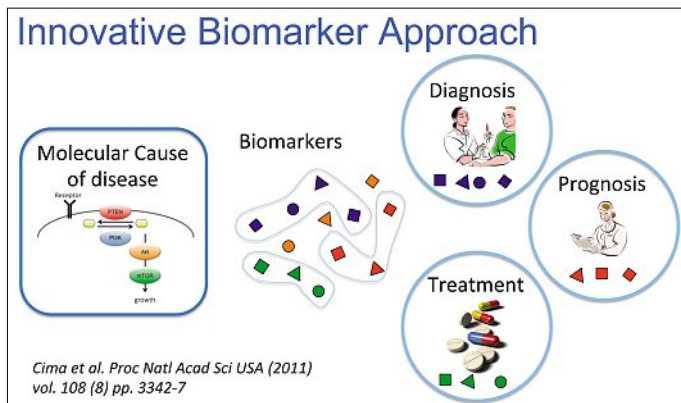 Innovative Biomarker Approach
Molecular Cause
of disease
Receptor
PTEN
PI3K
Akt
mTOR
growth
Biomarkers
Diagnosis
Prognosis
Treatment
Cima et al. Proc Natl Acad Sci USA (2011)
vol. 108 (8) pp. 3342-7